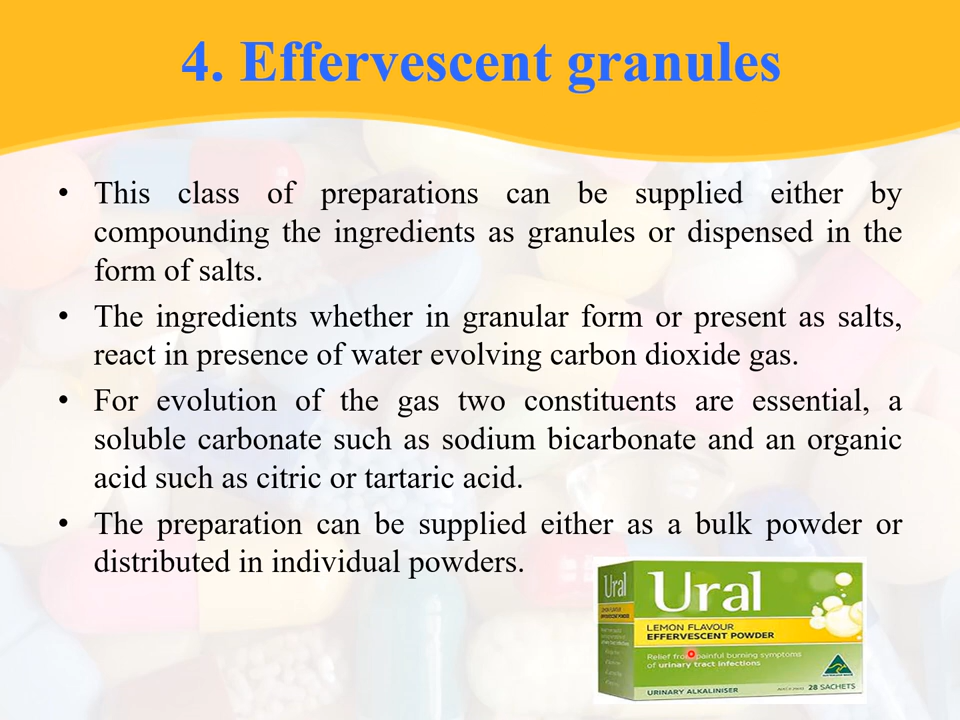 4. Effervescent granules
• This class of preparations can be supplied either by
compounding the ingredients as granules or dispensed in the
form of salts.
• The ingredients whether in granular form or present as salts,
react in presence of water evolving carbon dioxide gas.
• For evolution of the gas two constituents are essential, a
soluble carbonate such as sodium bicarbonate and an organic
acid such as citric or tartaric acid.
• The preparation can be supplied either as a bulk powder or
distributed in individual powders.
Ural
Ural
LEMON FLAVOUR
EFFERVESCENT POWDER
Relief from painful burning symptoms
of urinary tract infections
URINARY ALKALINISER
28 SACHETS